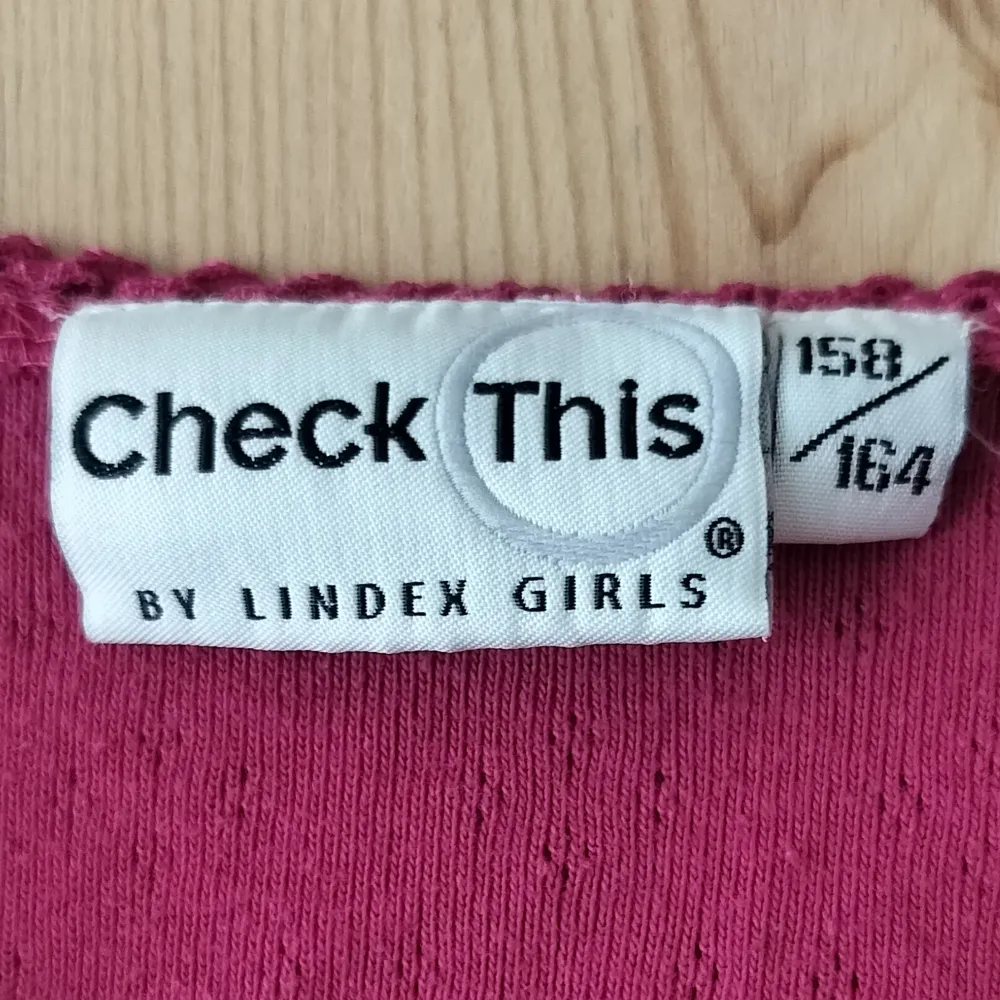 Check This
®
BY LINDEX GIRLS
158/164